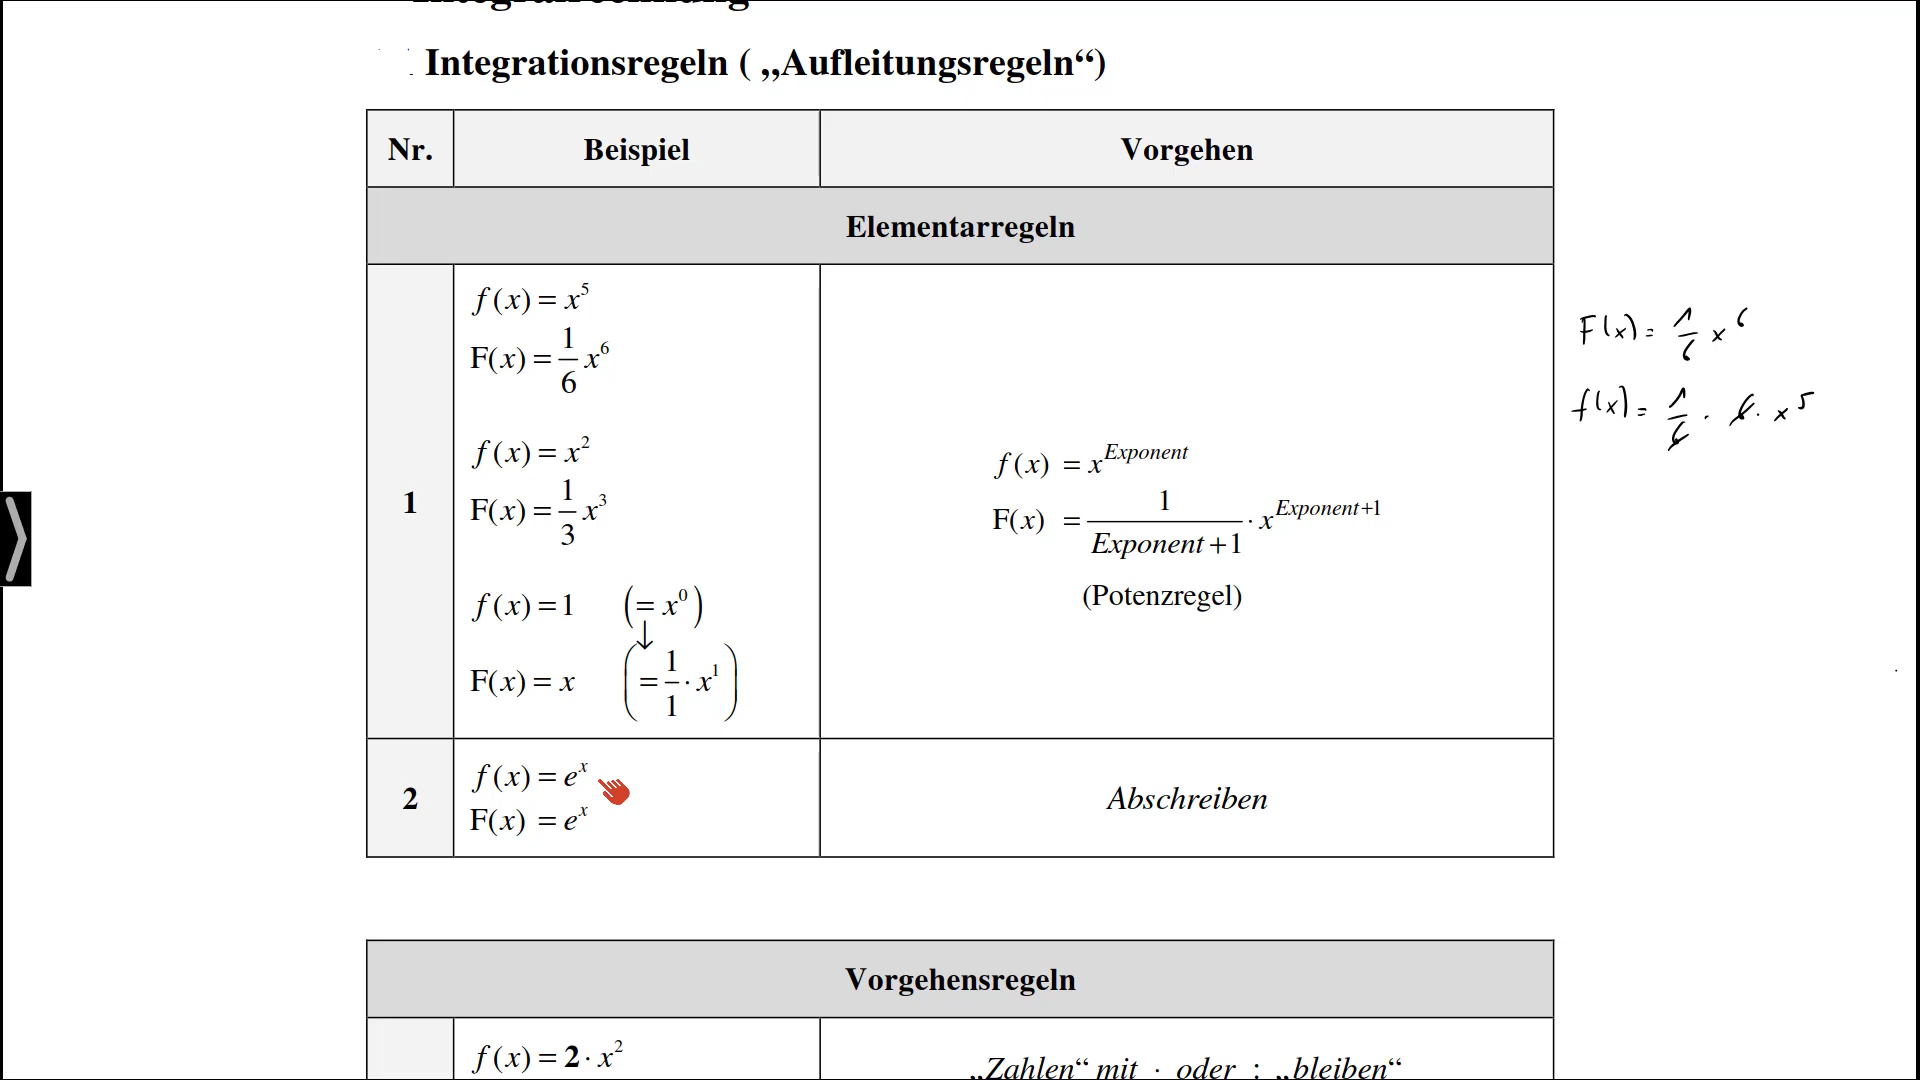 Integrationsregeln ( „Aufleitungsregeln“)
Nr. Beispiel Vorgehen
Elementarregeln
1
f(x) = x⁵
F(x) = 1/6 x⁶
f(x) = x²
F(x) = 1/3 x³
f(x) = 1 (= x⁰)
↓
F(x) = x (= 1/1 · x¹)
f(x) = x^Exponent
F(x) = 1/(Exponent + 1) · x^(Exponent+1)
(Potenzregel)
F(x) = 1/6 x⁶
f(x) = 1/6 · 6 · x⁵
2
f(x) = eˣ
F(x) = eˣ
Abschreiben
Vorgehensregeln
f(x) = 2 · x²
„Zahlen“ mit · oder : „bleiben“